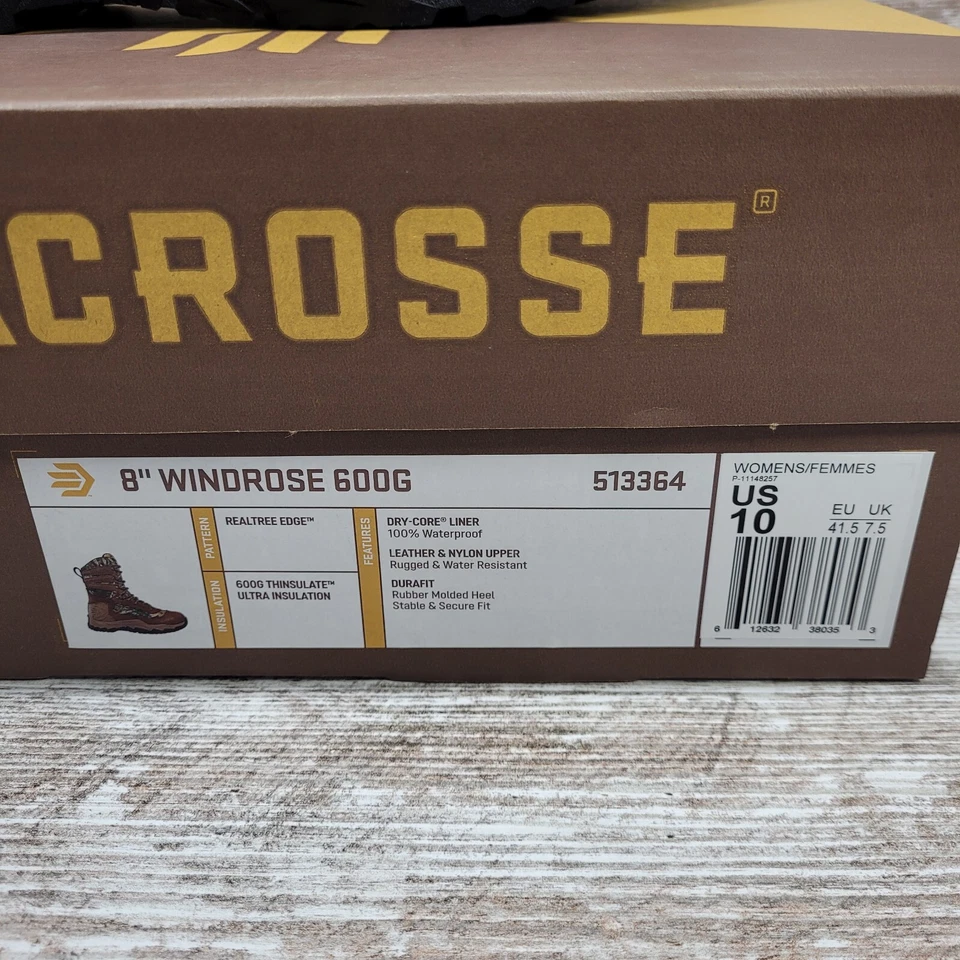 ACROSSE®
8" WINDROSE 600G 513364
PATTERN
REALTREE EDGE™
INSULATION
600G THINSULATE™
ULTRA INSULATION
FEATURES
DRY-CORE® LINER
100% Waterproof
LEATHER & NYLON UPPER
Rugged & Water Resistant
DURAFIT
Rubber Molded Heel
Stable & Secure Fit
WOMENS/FEMMES
P-11148257
US
10
EU UK
41.5 7.5
6 12632 38035 3